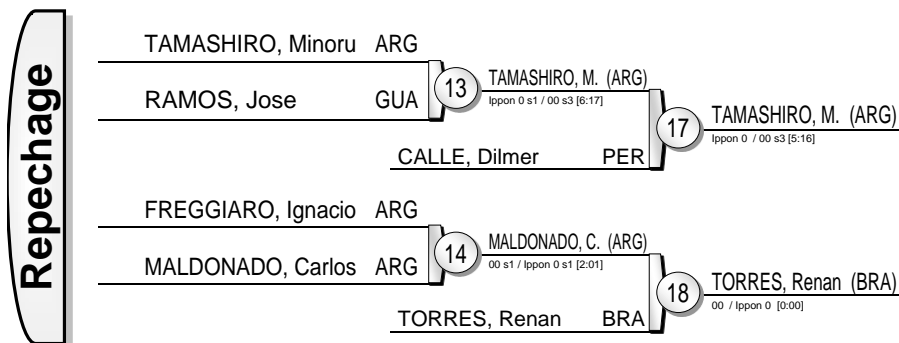 Repechage
TAMASHIRO, Minoru ARG
RAMOS, Jose GUA
13
TAMASHIRO, M. (ARG)
Ippon 0 s1 / 00 s3 [6:17]
CALLE, Dilmer PER
17
TAMASHIRO, M. (ARG)
Ippon 0 / 00 s3 [5:16]
FREGGIARO, Ignacio ARG
MALDONADO, Carlos ARG
14
MALDONADO, C. (ARG)
00 s1 / Ippon 0 s1 [2:01]
TORRES, Renan BRA
18
TORRES, Renan (BRA)
00 / Ippon 0 [0:00]